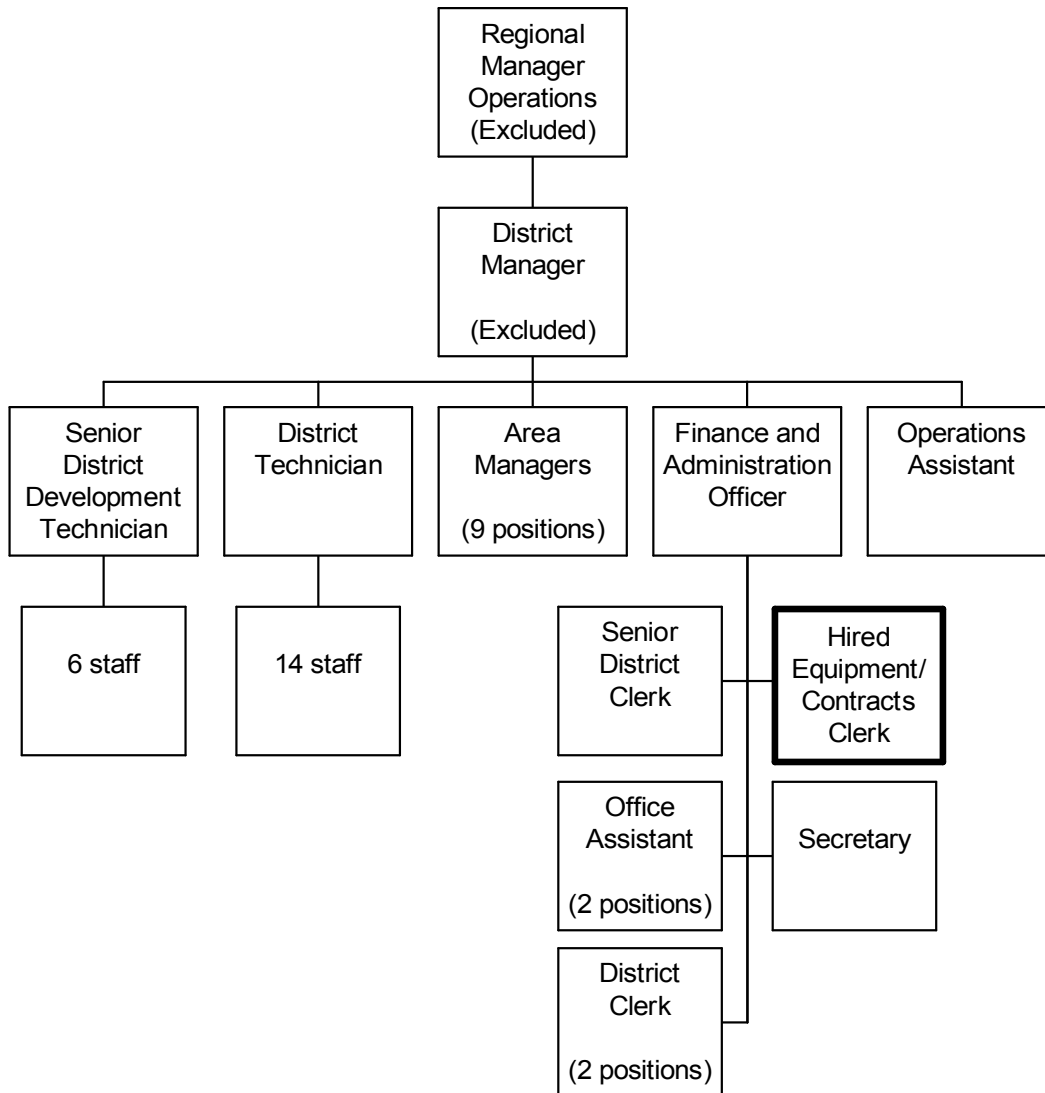 Regional
Manager
Operations
(Excluded)
District
Manager
(Excluded)
Senior
District
Development
Technician
District
Technician
Area
Managers
(9 positions)
Finance and
Administration
Officer
Operations
Assistant
6 staff
14 staff
Senior
District
Clerk
Hired
Equipment/
Contracts
Clerk
Office
Assistant
(2 positions)
Secretary
District
Clerk
(2 positions)